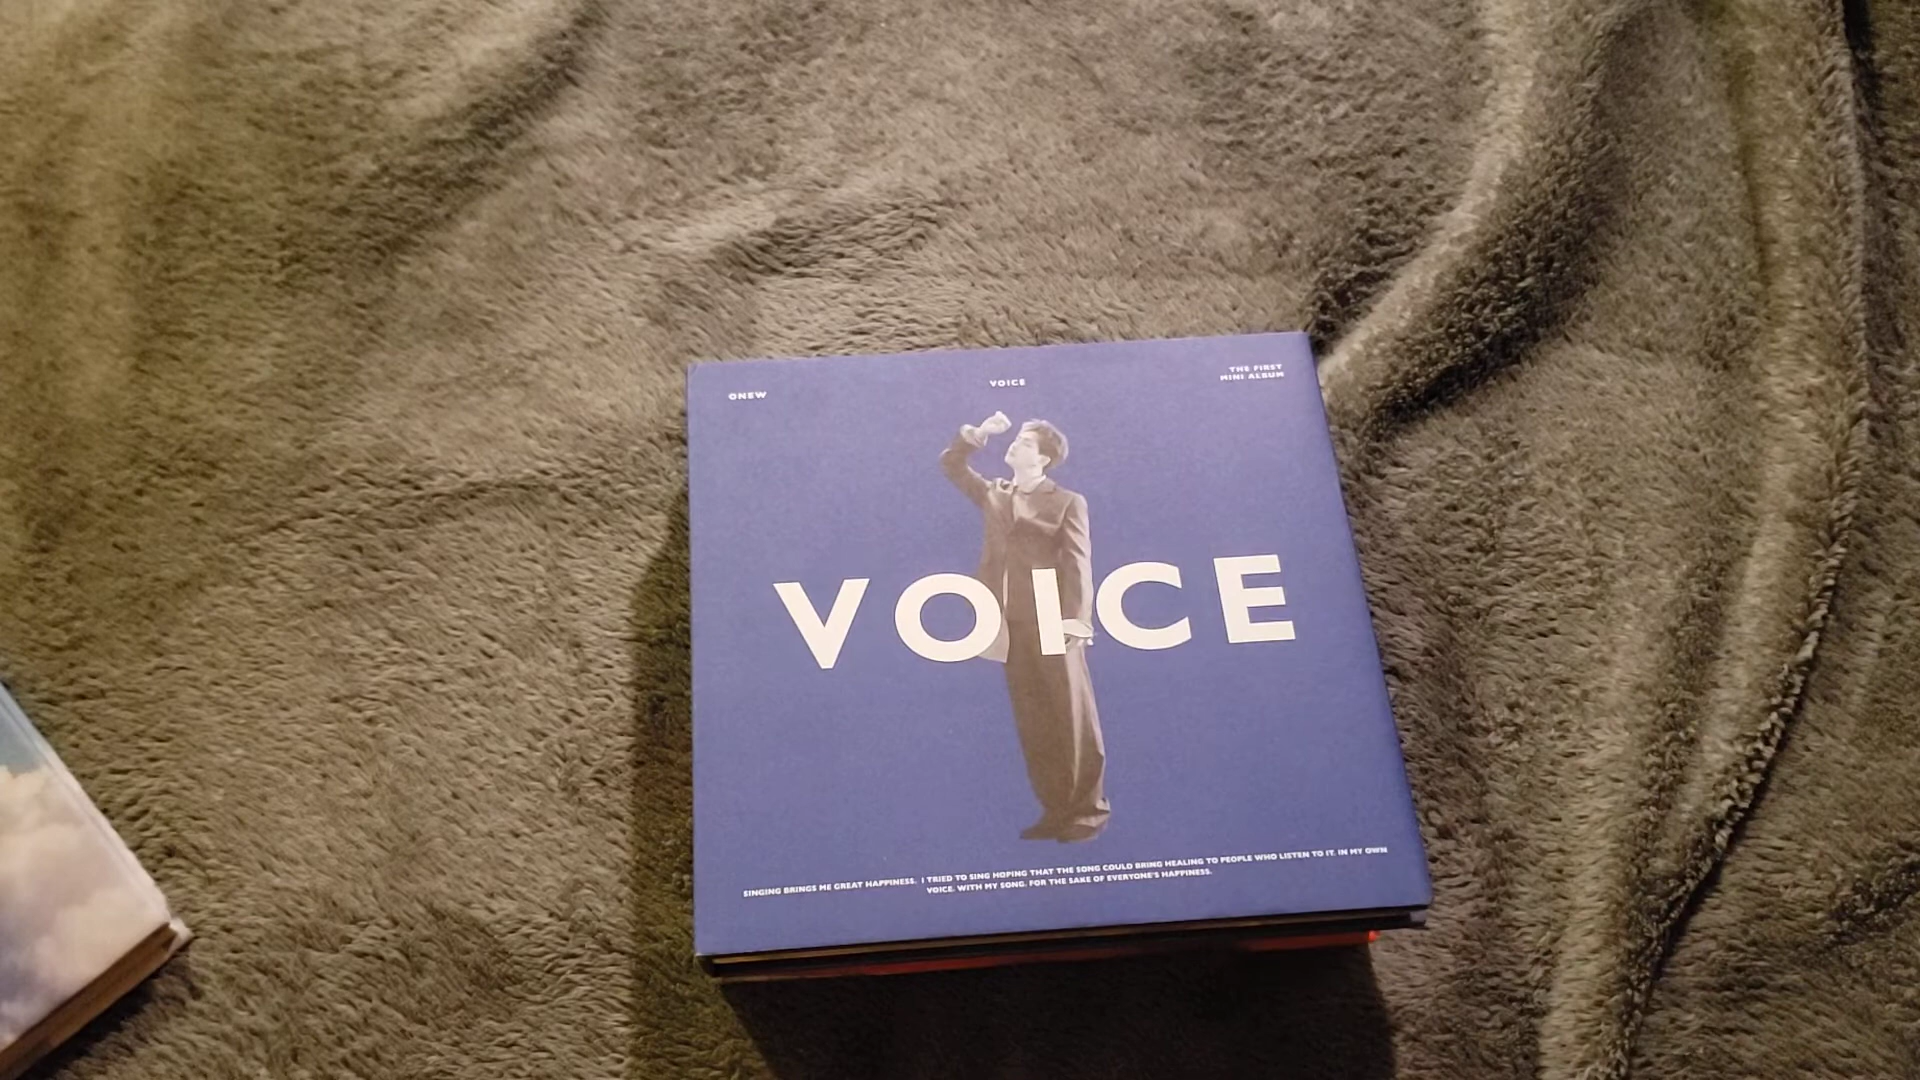 ONEW
VOICE
THE FIRST
MINI ALBUM
VOICE
SINGING BRINGS ME GREAT HAPPINESS. I TRIED TO SING HOPING THAT THE SONG COULD BRING HEALING TO PEOPLE WHO LISTEN TO IT. IN MY OWN
VOICE. WITH MY SONG. FOR THE SAKE OF EVERYONE'S HAPPINESS.